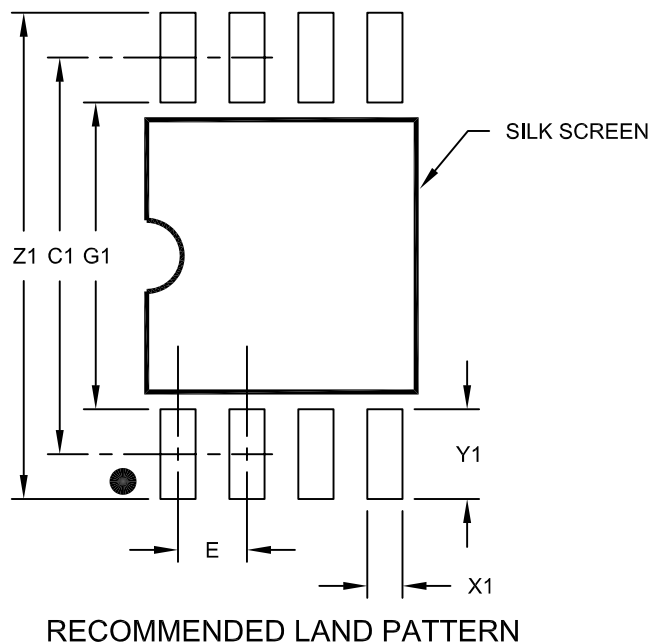 SILK SCREEN
Z1
C1
G1
Y1
E
X1
RECOMMENDED LAND PATTERN